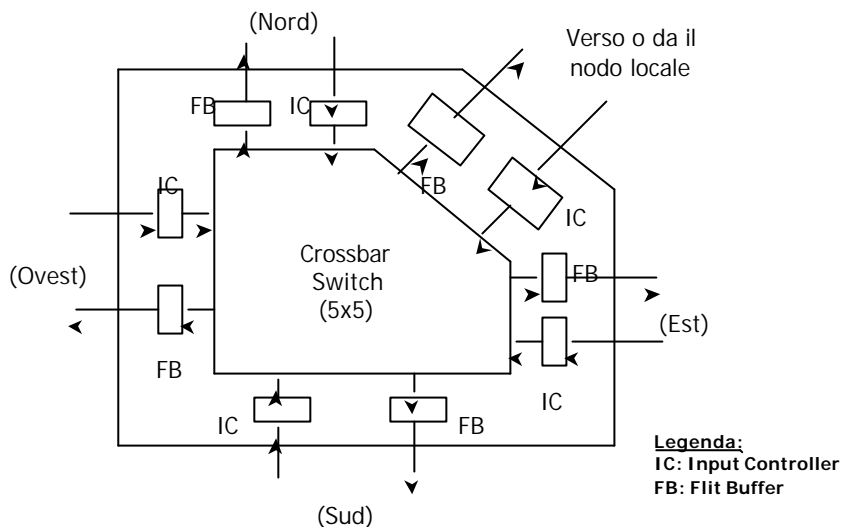 (Nord)
Verso o da il
nodo locale
FB
IC
FB
IC
IC
Crossbar
Switch
(5x5)
(Ovest)
FB
(Est)
FB
IC
IC
FB
(Sud)
Legenda:
IC: Input Controller
FB: Flit Buffer